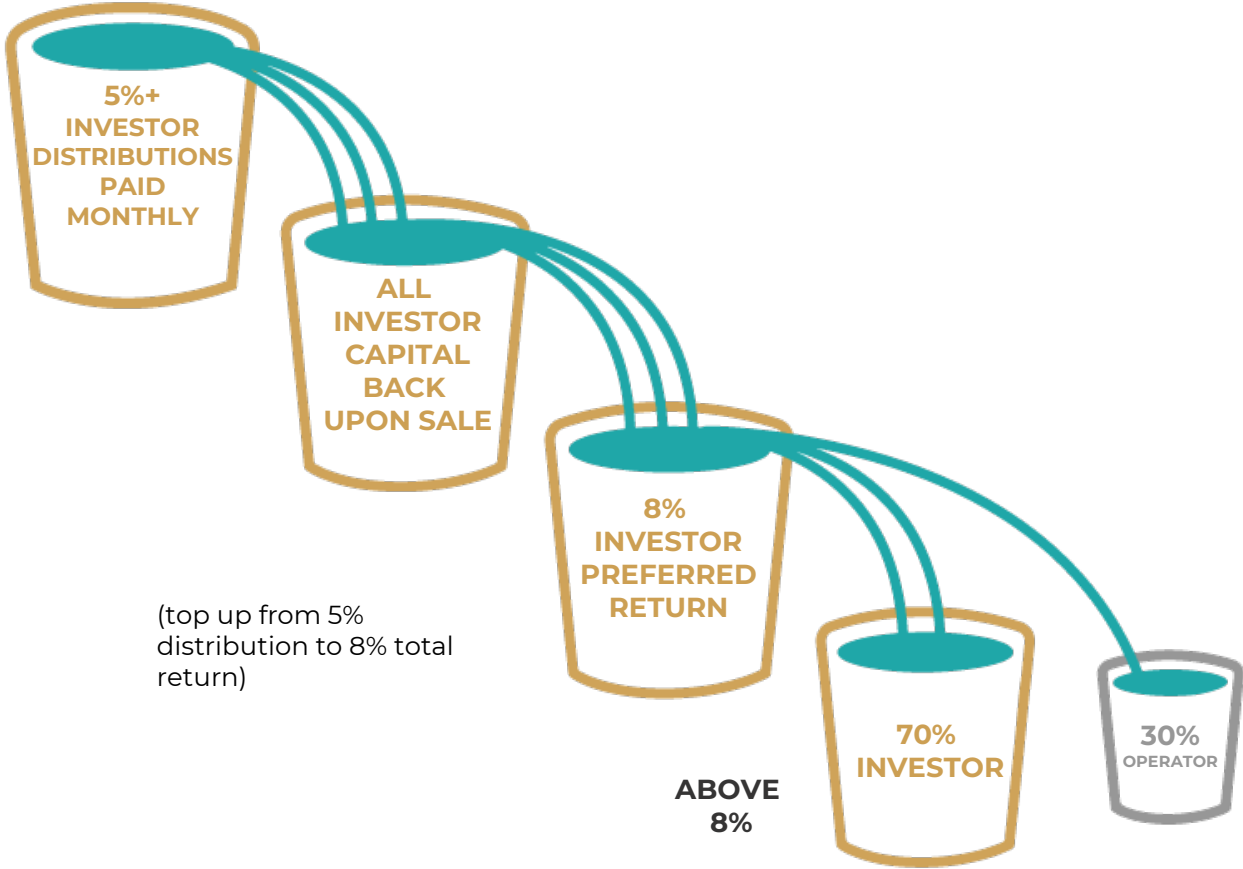 5%+
INVESTOR
DISTRIBUTIONS
PAID
MONTHLY
ALL
INVESTOR
CAPITAL
BACK
UPON SALE
8%
INVESTOR
PREFERRED
RETURN
(top up from 5%
distribution to 8% total
return)
70%
INVESTOR
30%
OPERATOR
ABOVE
8%